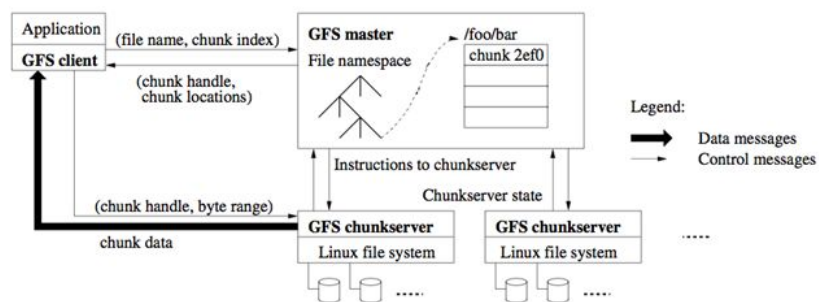 Application
GFS client
(file name, chunk index)
(chunk handle,
chunk locations)
GFS master
File namespace
/foo/bar
chunk 2ef0
Legend:
Data messages
Control messages
Instructions to chunkserver
Chunkserver state
(chunk handle, byte range)
chunk data
GFS chunkserver
Linux file system
GFS chunkserver
Linux file system